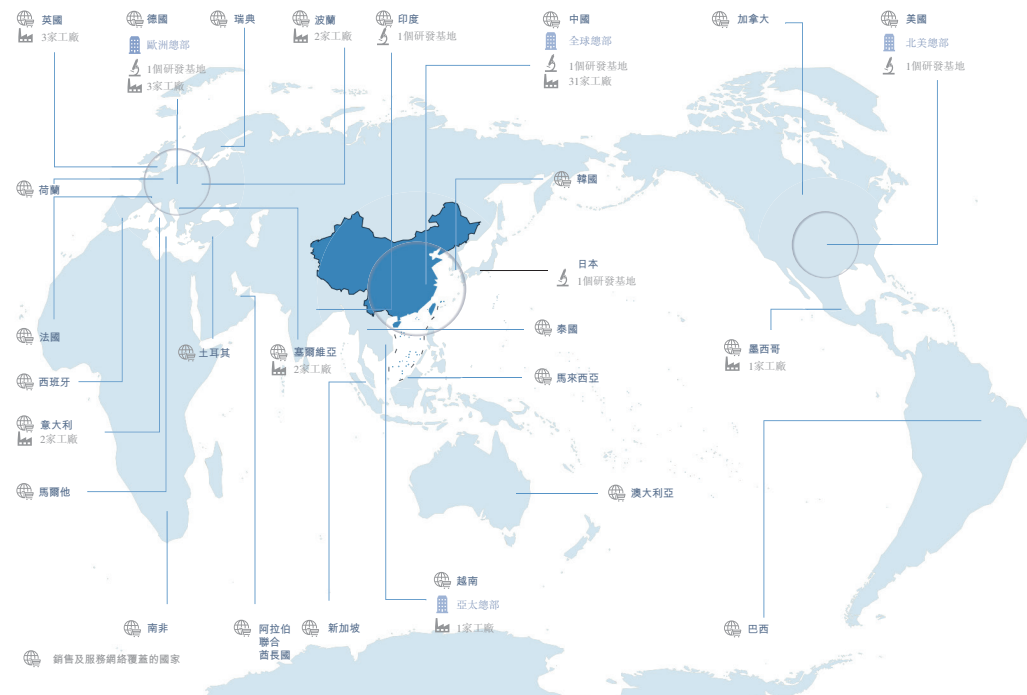 英國
3家工廠
德國
歐洲總部
1個研發基地
3家工廠
瑞典
波蘭
2家工廠
印度
1個研發基地
中國
全球總部
1個研發基地
31家工廠
加拿大
美國
北美總部
1個研發基地
荷蘭
韓國
日本
1個研發基地
法國
土耳其
塞爾維亞
2家工廠
泰國
墨西哥
1家工廠
西班牙
馬來西亞
意大利
2家工廠
馬爾他
澳大利亞
越南
亞太總部
1家工廠
南非
阿拉伯
聯合
酋長國
新加坡
巴西
銷售及服務網絡覆蓋的國家